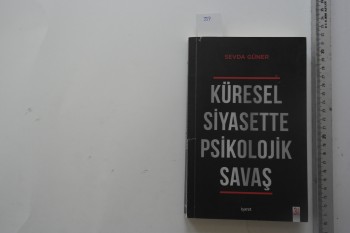 SEVDA GÜNER
KÜRESEL
SİYASETTE
PSİKOLOJİK
SAVAŞ